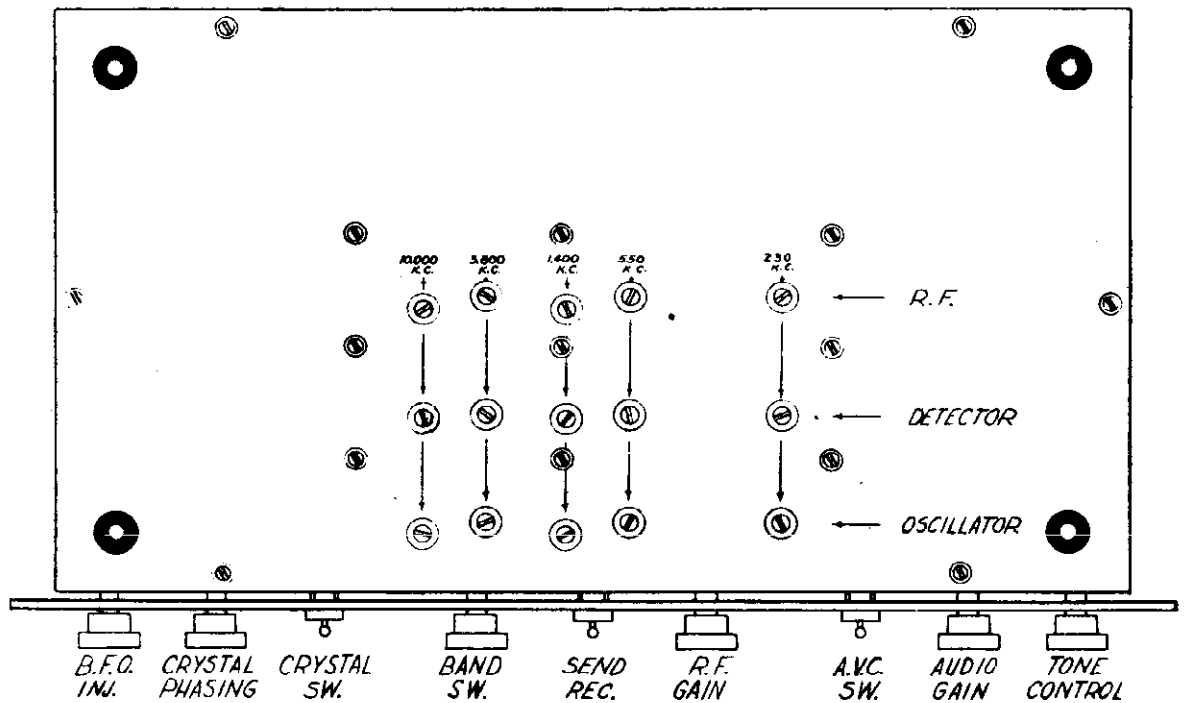 10.000 3.800 1.400 550 230
K.C. K.C. K.C. K.C. K.C.
R.F.
DETECTOR
OSCILLATOR
B.F.O. CRYSTAL CRYSTAL BAND SEND R.F. A.V.C. AUDIO TONE
INJ. PHASING SW. SW. REC. GAIN SW. GAIN CONTROL